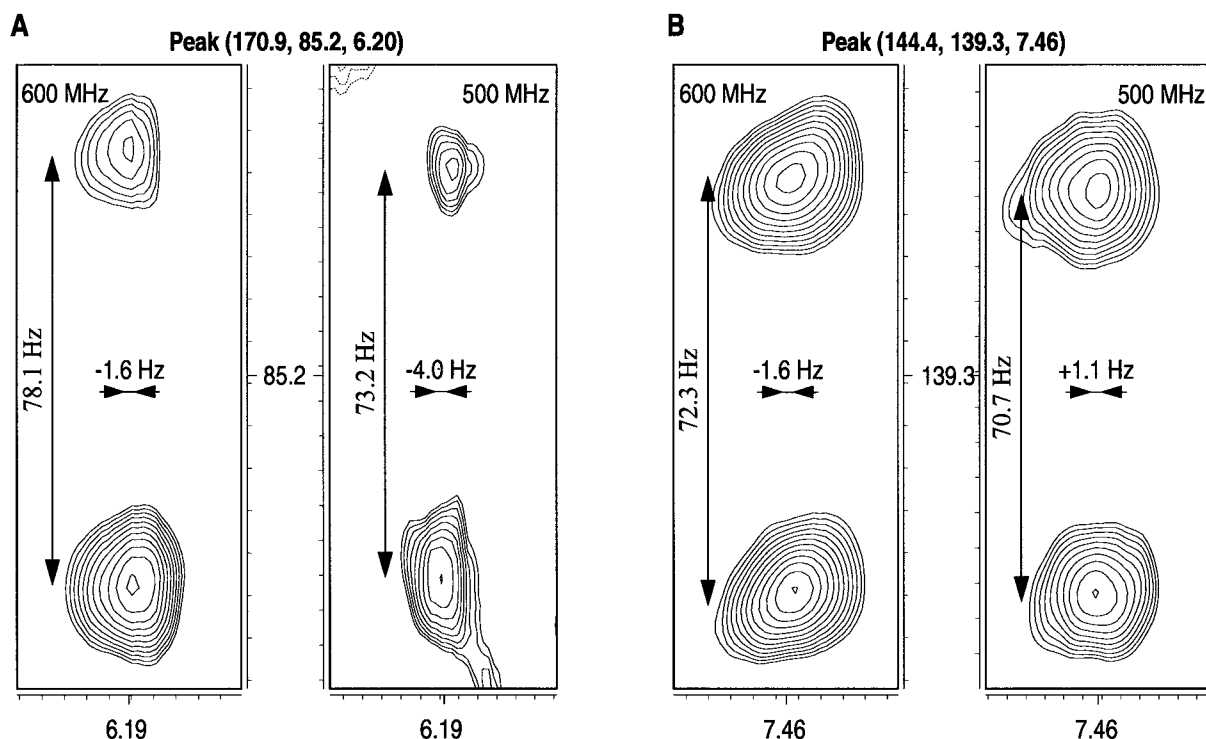 A
Peak (170.9, 85.2, 6.20)
600 MHz
500 MHz
78.1 Hz
-1.6 Hz
85.2
73.2 Hz
-4.0 Hz
6.19
6.19
B
Peak (144.4, 139.3, 7.46)
600 MHz
500 MHz
72.3 Hz
-1.6 Hz
139.3
70.7 Hz
+1.1 Hz
7.46
7.46